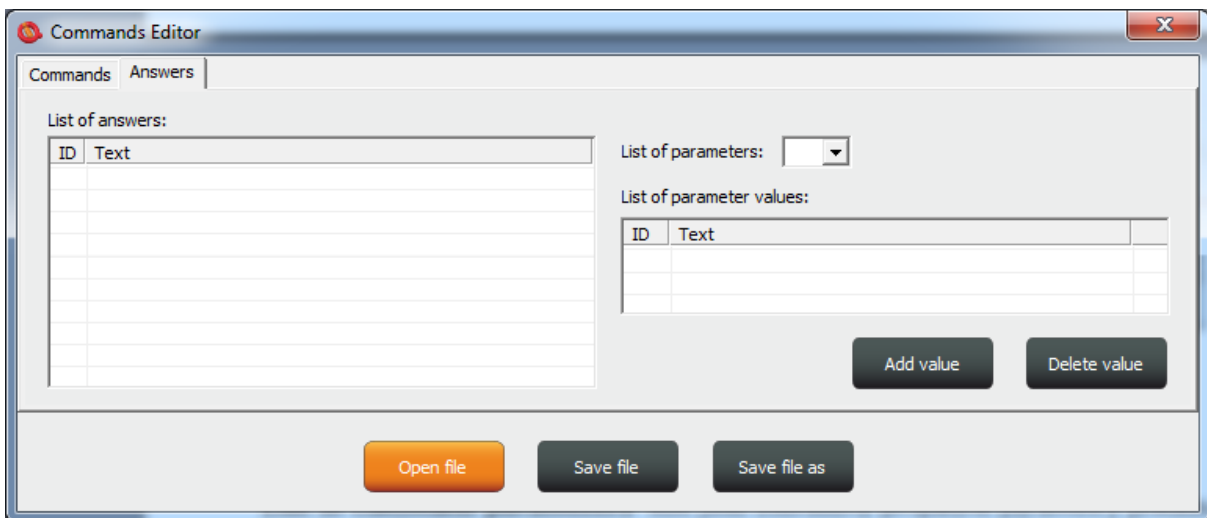 Commands Editor
Commands Answers
List of answers:
ID Text
List of parameters:
List of parameter values:
ID Text
Add value Delete value
Open file Save file Save file as